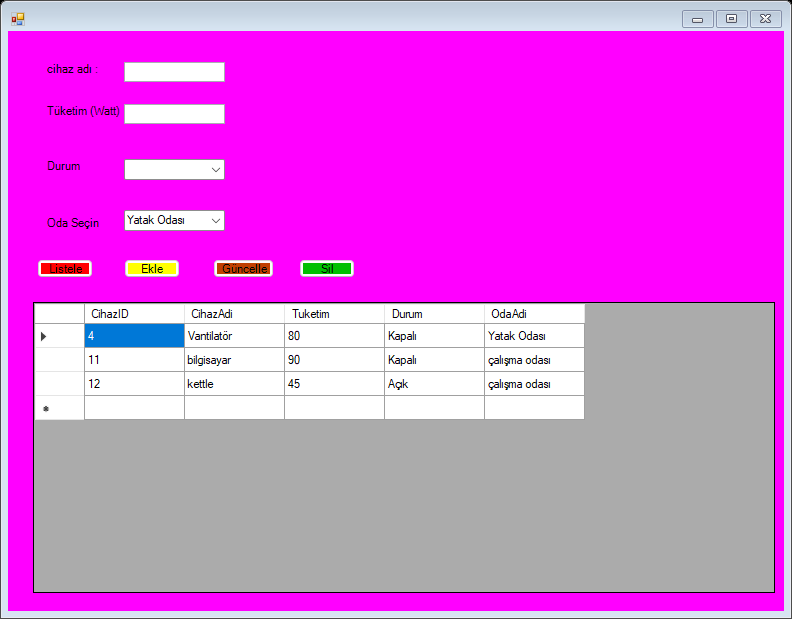 cihaz adı :
Tüketim (Watt)
Durum
Oda Seçin Yatak Odası
Listele Ekle Güncelle Sil
CihazID CihazAdi Tuketim Durum OdaAdi
4 Vantilatör 80 Kapalı Yatak Odası
11 bilgisayar 90 Kapalı çalışma odası
12 kettle 45 Açık çalışma odası